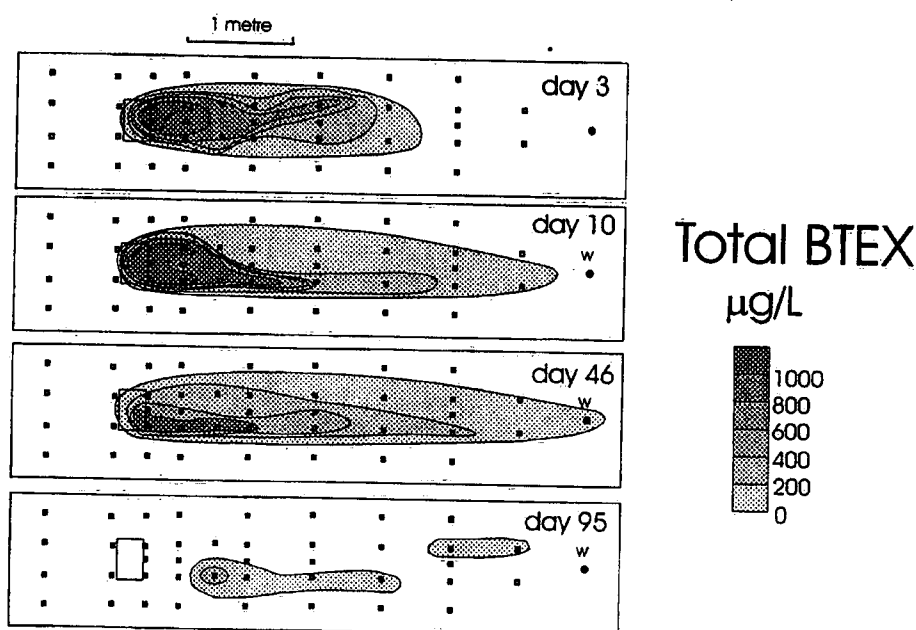 1 metre
day 3
day 10
w
day 46
w
day 95
w
Total BTEX
µg/L
1000
800
600
400
200
0